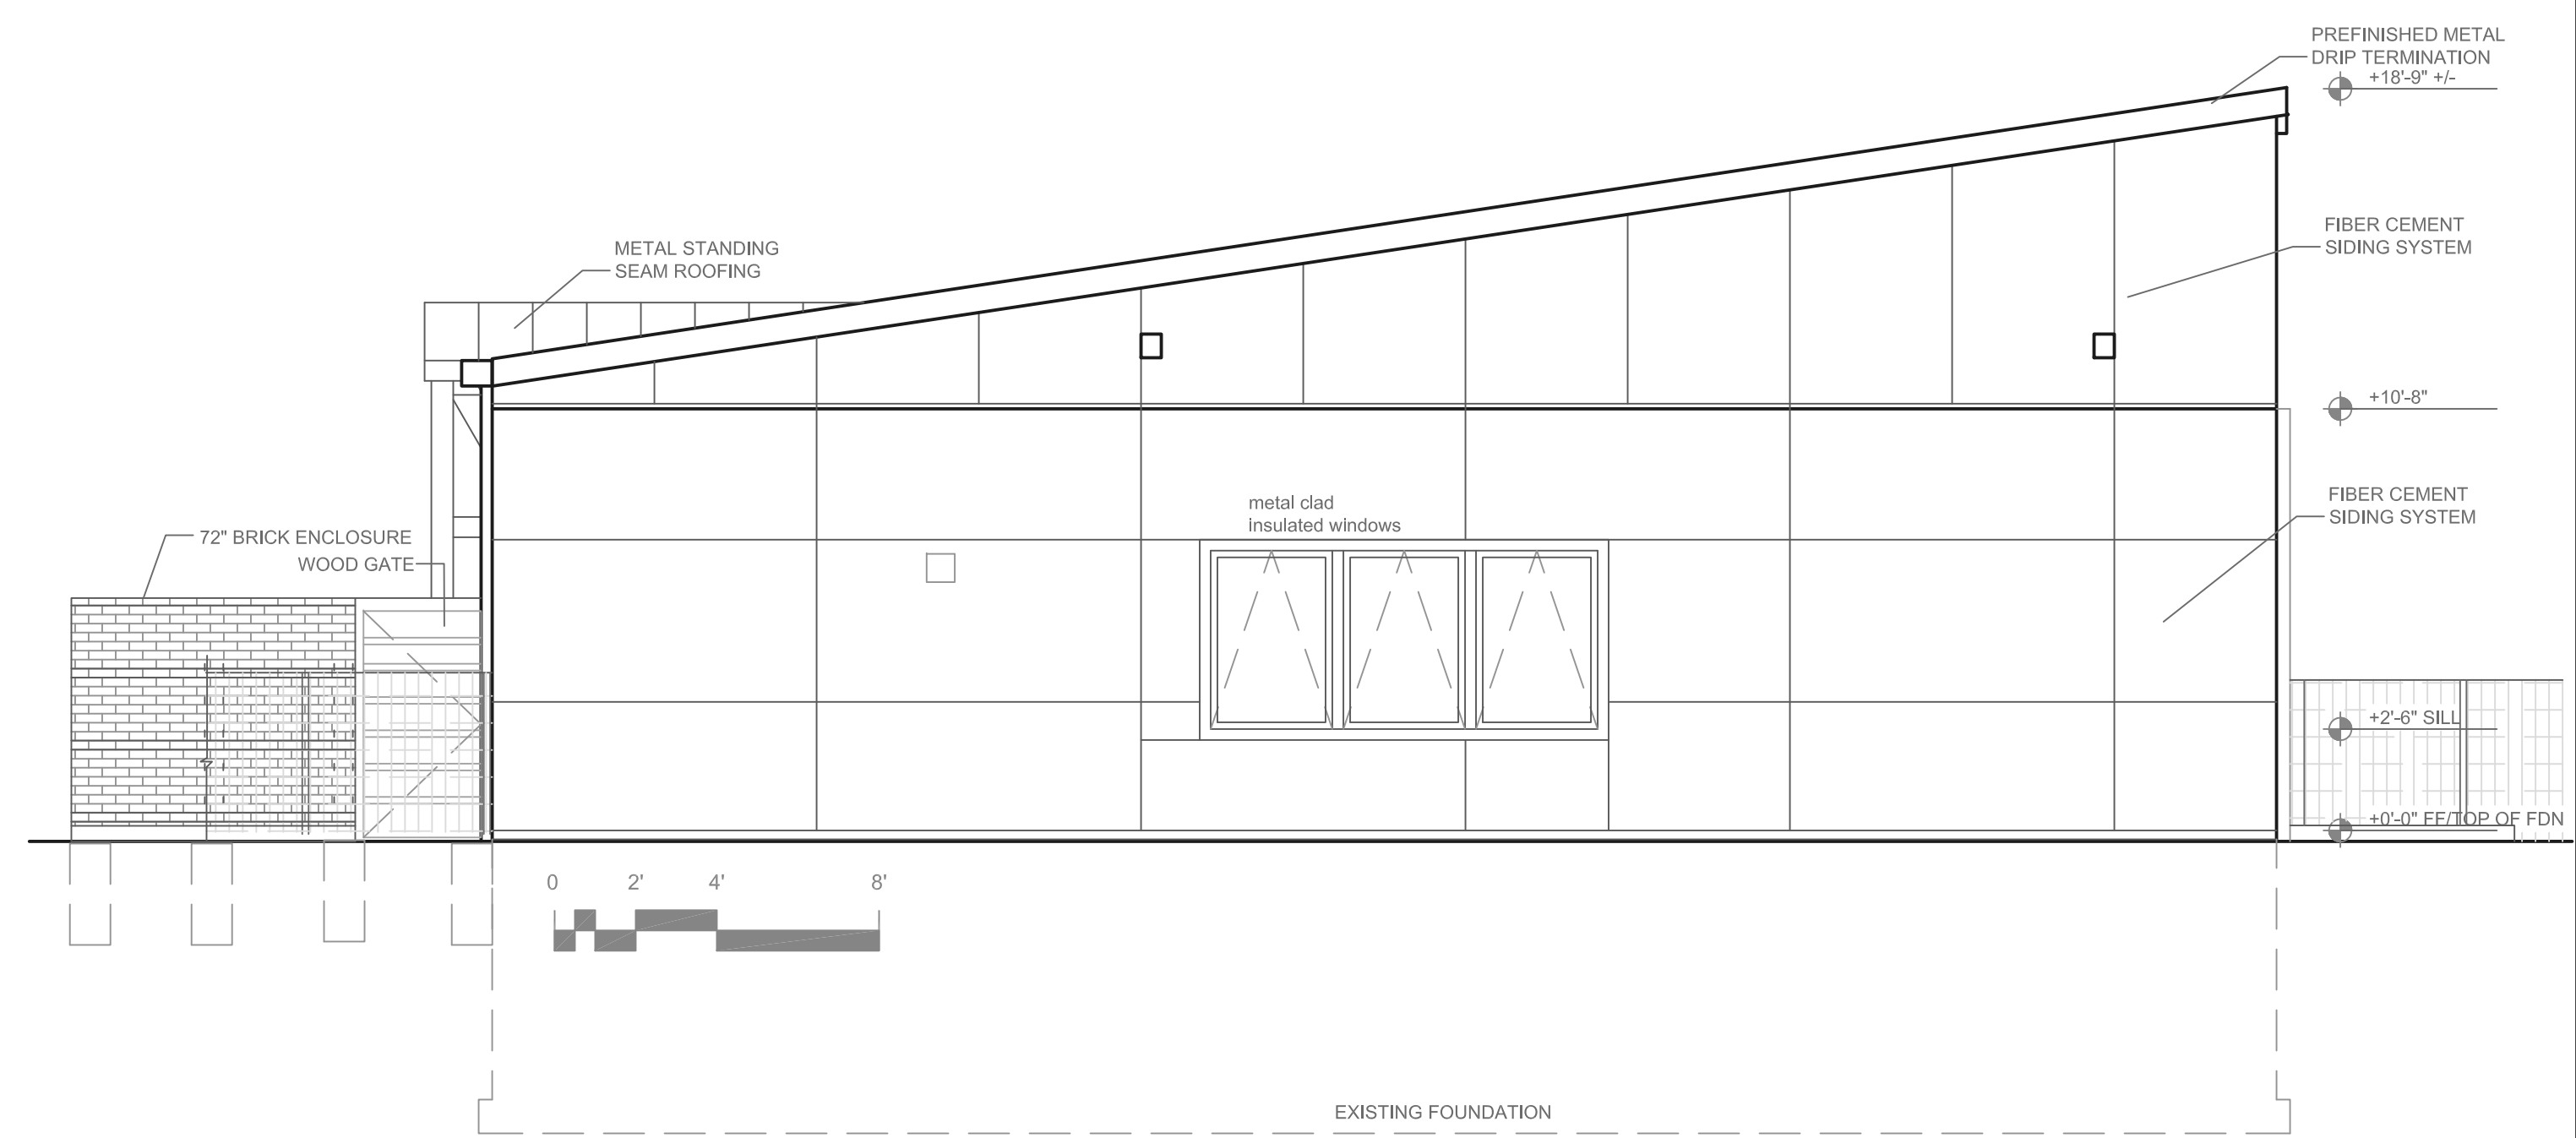 PREFINISHED METAL
DRIP TERMINATION
+18'-9" +/-
FIBER CEMENT
SIDING SYSTEM
METAL STANDING
SEAM ROOFING
+10'-8"
metal clad
insulated windows
FIBER CEMENT
SIDING SYSTEM
72" BRICK ENCLOSURE
WOOD GATE
+2'-6" SILL
+0'-0" FF/TOP OF FDN
0 2' 4' 8'
EXISTING FOUNDATION